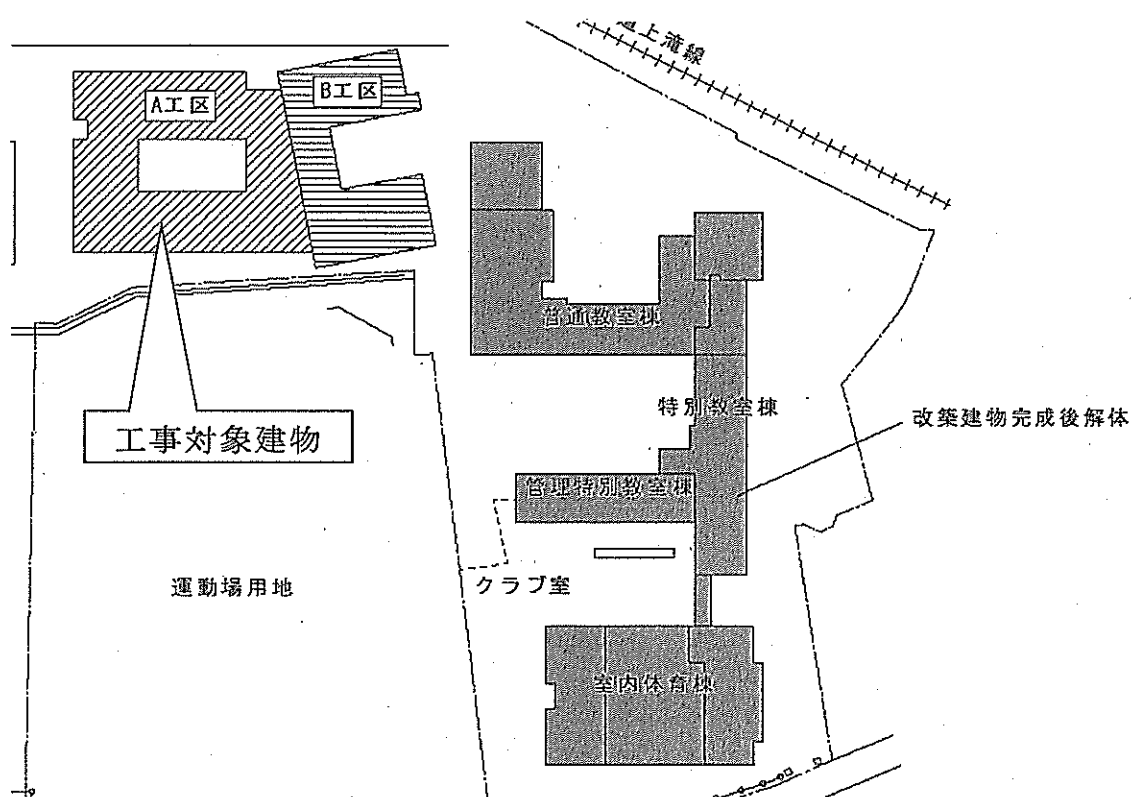 道上滝線
A工区
B工区
普通教室棟
特別教室棟
改築建物完成後解体
工事対象建物
管理特別教室棟
運動場用地
クラブ室
室内体育棟